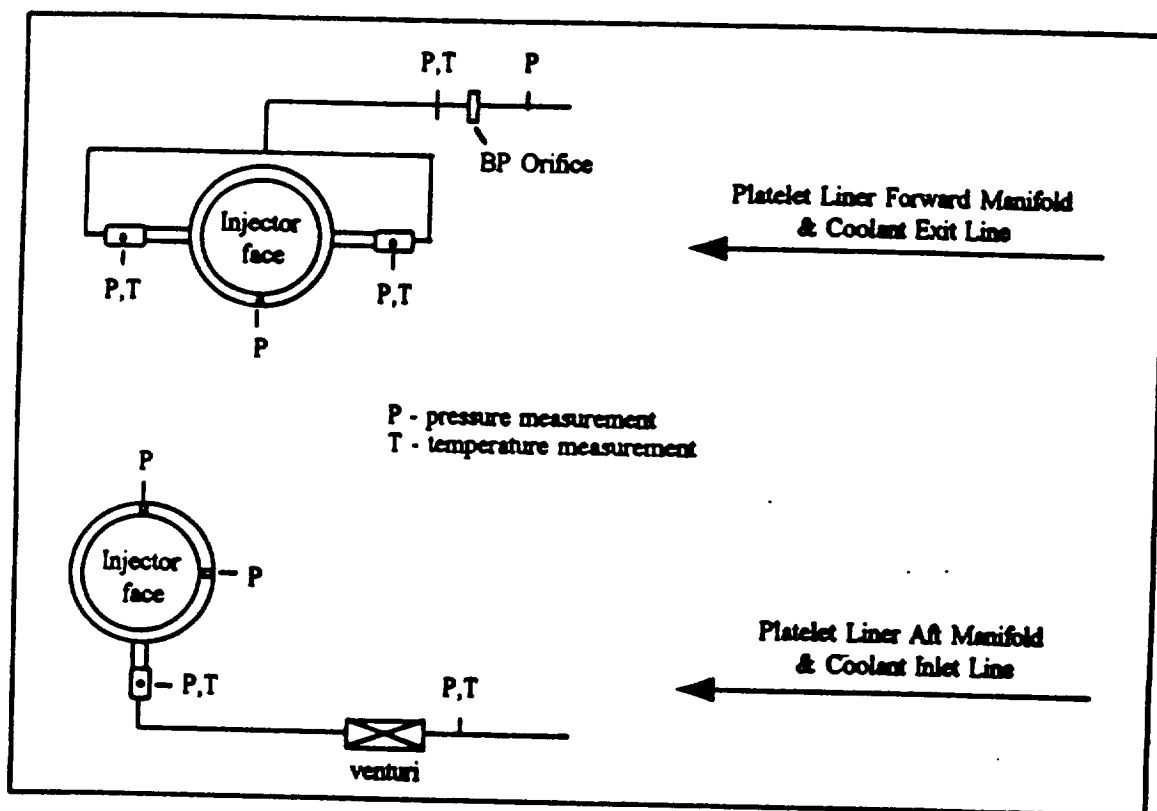 P,T
P
BP Orifice
Injector
face
P,T
P,T
P
Platelet Liner Forward Manifold
& Coolant Exit Line
P - pressure measurement
T - temperature measurement
P
Injector
face
P
P,T
P,T
venturi
Platelet Liner Aft Manifold
& Coolant Inlet Line